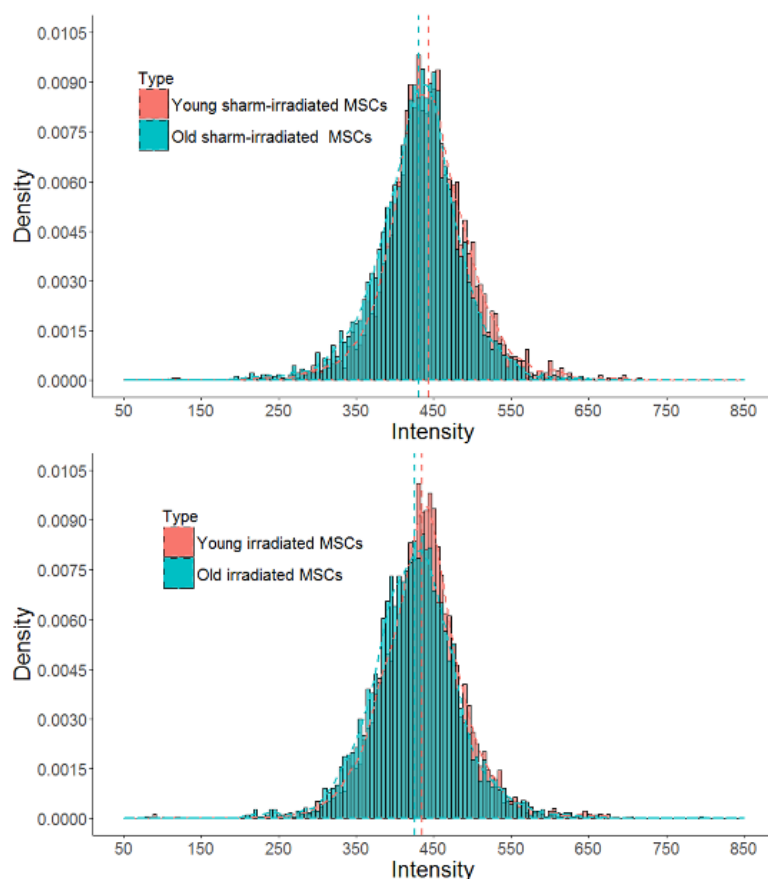 0.0105
0.0090
0.0075
0.0060
0.0045
0.0030
0.0015
0.0000
Density
Type
Young sharm-irradiated MSCs
Old sharm-irradiated MSCs
50 150 250 350 450 550 650 750 850
Intensity
0.0105
0.0090
0.0075
0.0060
0.0045
0.0030
0.0015
0.0000
Density
Type
Young irradiated MSCs
Old irradiated MSCs
50 150 250 350 450 550 650 750 850
Intensity